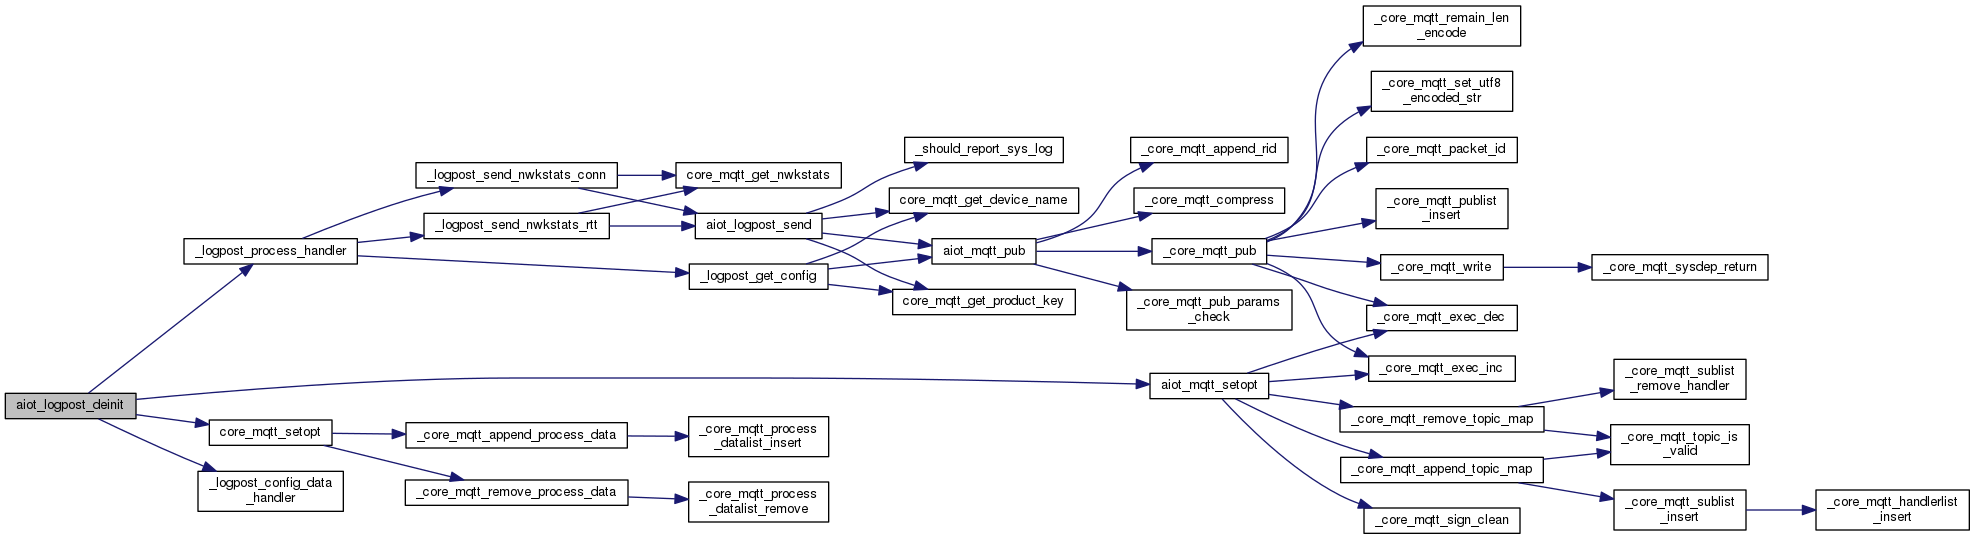 aiot_logpost_deinit
_logpost_process_handler
core_mqtt_setopt
_logpost_config_data
_handler
_logpost_send_nwkstats_conn
_logpost_send_nwkstats_rtt
_core_mqtt_append_process_data
_core_mqtt_remove_process_data
core_mqtt_get_nwkstats
aiot_logpost_send
_logpost_get_config
_core_mqtt_process
_datalist_insert
_core_mqtt_process
_datalist_remove
_should_report_sys_log
core_mqtt_get_device_name
aiot_mqtt_pub
core_mqtt_get_product_key
_core_mqtt_append_rid
_core_mqtt_compress
_core_mqtt_pub
_core_mqtt_pub_params
_check
aiot_mqtt_setopt
_core_mqtt_remain_len
_encode
_core_mqtt_set_utf8
_encoded_str
_core_mqtt_packet_id
_core_mqtt_publist
_insert
_core_mqtt_write
_core_mqtt_exec_dec
_core_mqtt_exec_inc
_core_mqtt_remove_topic_map
_core_mqtt_append_topic_map
_core_mqtt_sign_clean
_core_mqtt_sysdep_return
_core_mqtt_sublist
_remove_handler
_core_mqtt_topic_is
_valid
_core_mqtt_sublist
_insert
_core_mqtt_handlerlist
_insert